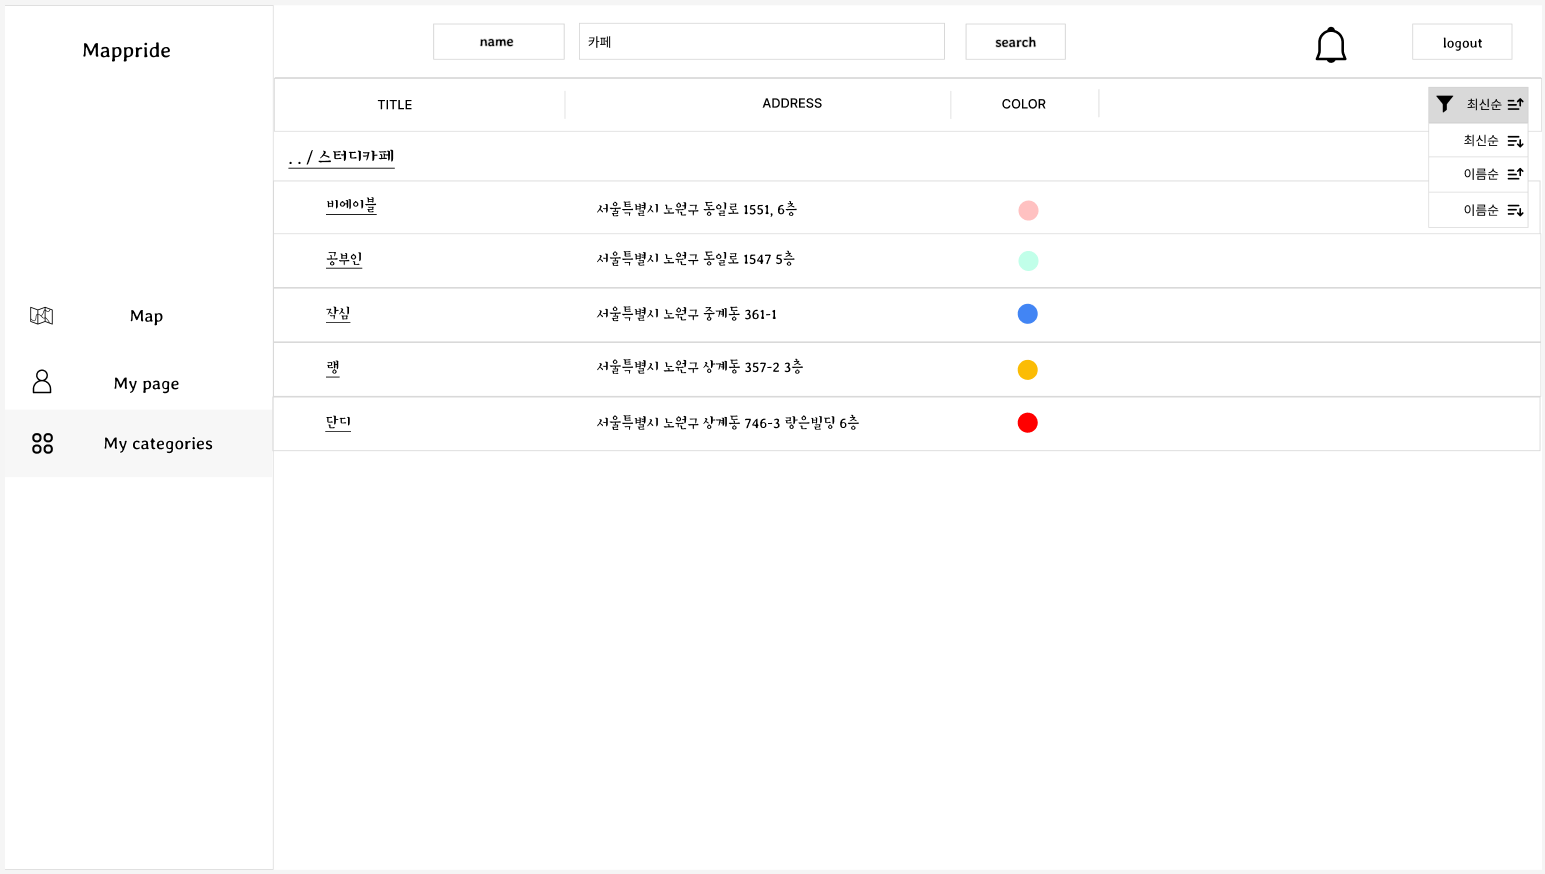 Mappride
name
카페
search
logout
TITLE
ADDRESS
COLOR
최신순
최신순
이름순
이름순
. . / 스터디카페
비에이블
서울특별시 노원구 동일로 1551, 6층
공부인
서울특별시 노원구 동일로 1547 5층
작심
서울특별시 노원구 중계동 361-1
랭
서울특별시 노원구 상계동 357-2 3층
단디
서울특별시 노원구 상계동 746-3 랑은빌딩 6층
Map
My page
My categories